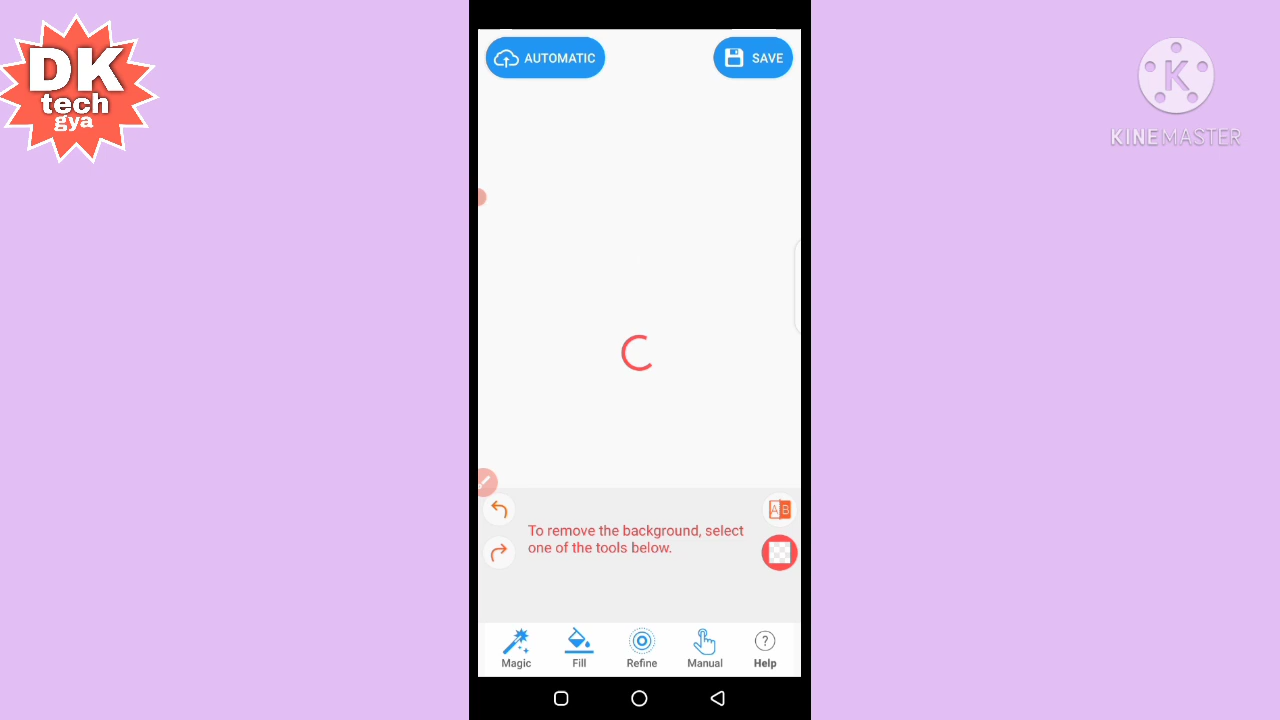 DK
tech
gya
AUTOMATIC
SAVE
K
KINEMASTER
A B
To remove the background, select
one of the tools below.
Magic
Fill
Refine
Manual
?
Help